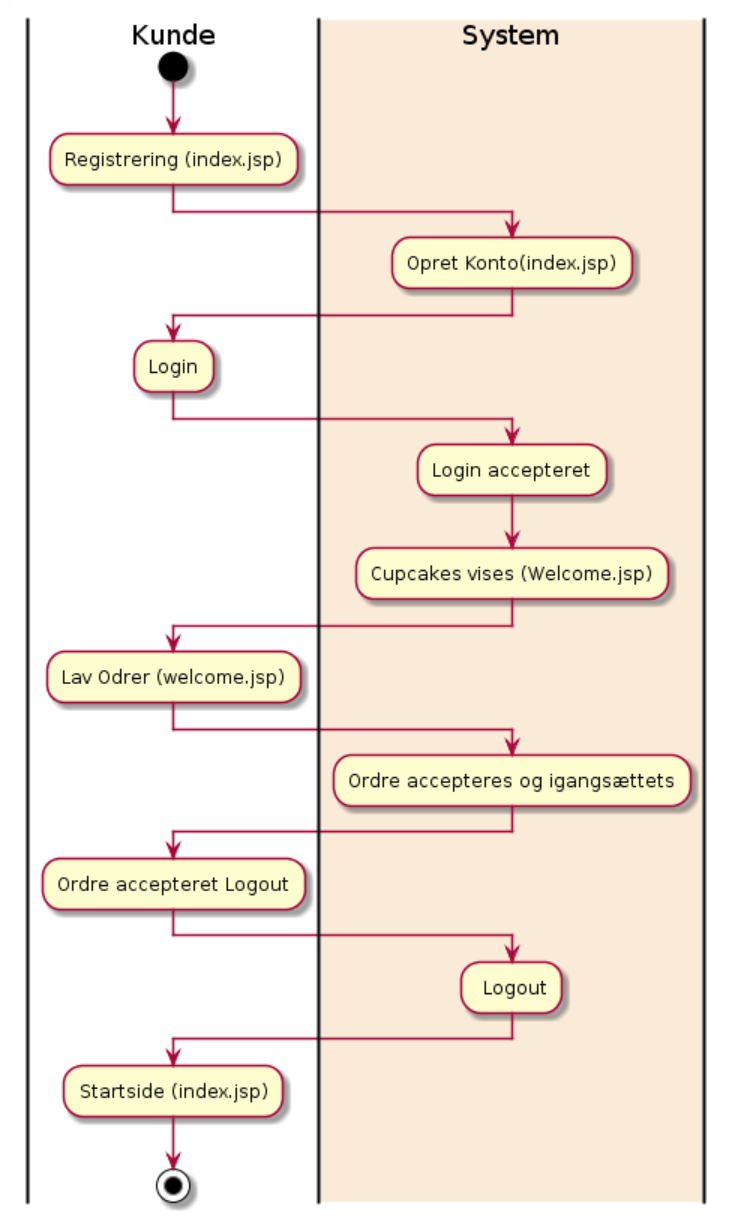 Kunde
System
Registrering (index.jsp)
Opret Konto(index.jsp)
Login
Login accepteret
Cupcakes vises (Welcome.jsp)
Lav Odrer (welcome.jsp)
Ordre accepteres og igangsættets
Ordre accepteret Logout
Logout
Startside (index.jsp)